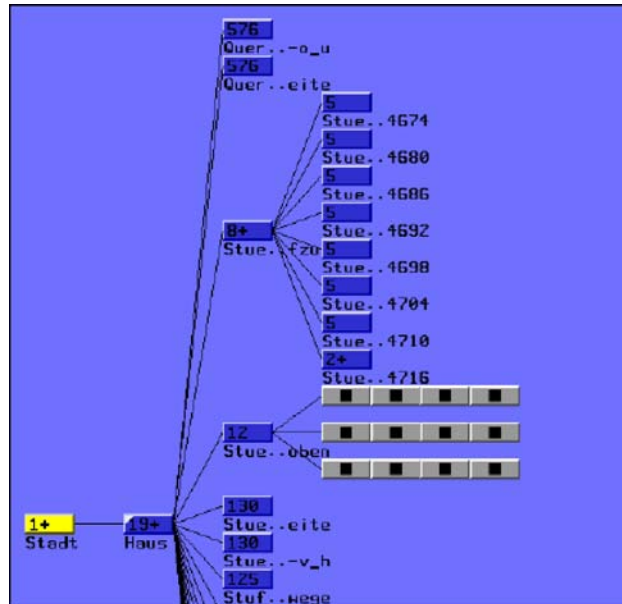 576
Quer..-o_u
576
Quer..eite
5
Stue..4674
5
Stue..4680
5
Stue..4686
5
Stue..4692
8+
Stue..fzu
5
Stue..4698
5
Stue..4704
5
Stue..4710
2+
Stue..4716
12
Stue..oben
1+
Stadt
19+
Haus
130
Stue..eite
130
Stue..-v_h
125
Stuf..wege